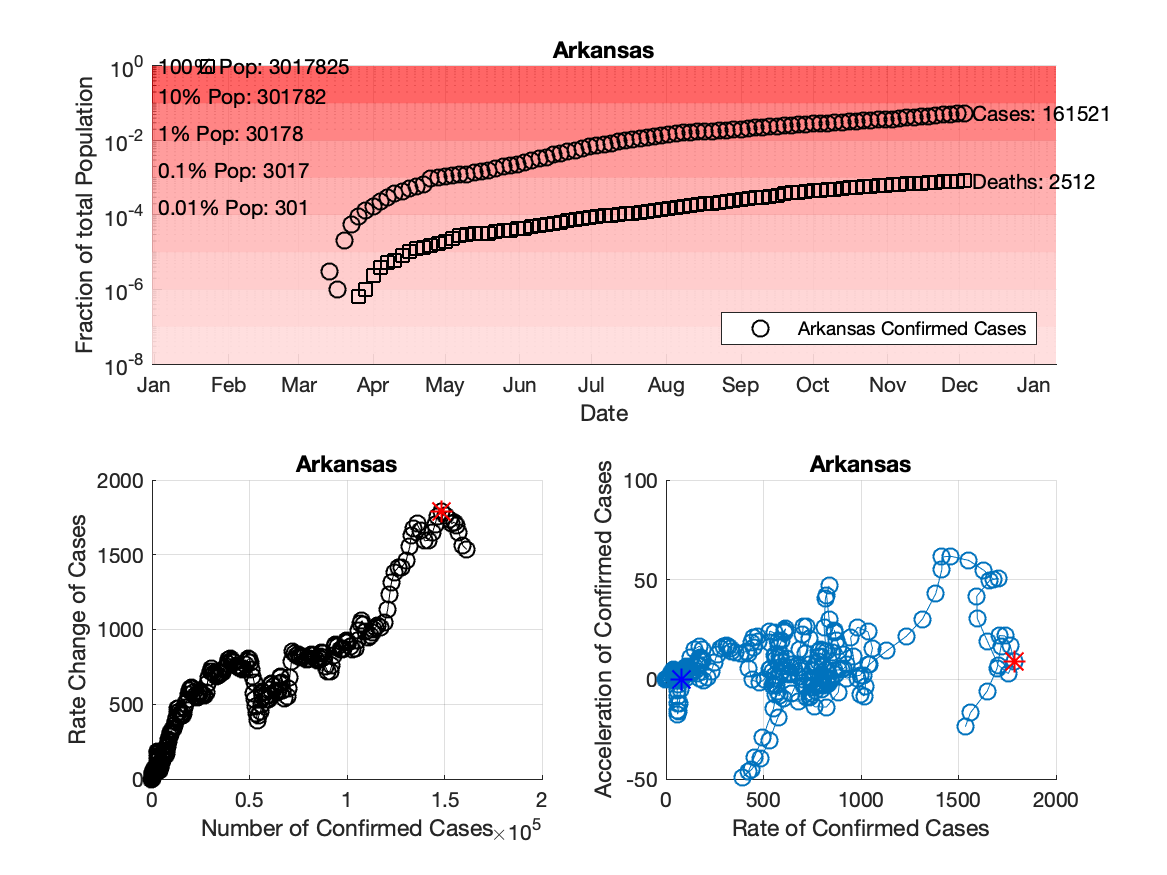 Arkansas
10^0
10^-2
10^-4
10^-6
10^-8
Fraction of total Population
100% Pop: 3017825
10% Pop: 301782
1% Pop: 30178
0.1% Pop: 3017
0.01% Pop: 301
Cases: 161521
Deaths: 2512
Arkansas Confirmed Cases
Jan Feb Mar Apr May Jun Jul Aug Sep Oct Nov Dec Jan
Date
Arkansas
2000
1500
1000
500
0
Rate Change of Cases
0 0.5 1 1.5 2
Number of Confirmed Cases ×10^5
Arkansas
100
50
0
-50
Acceleration of Confirmed Cases
0 500 1000 1500 2000
Rate of Confirmed Cases